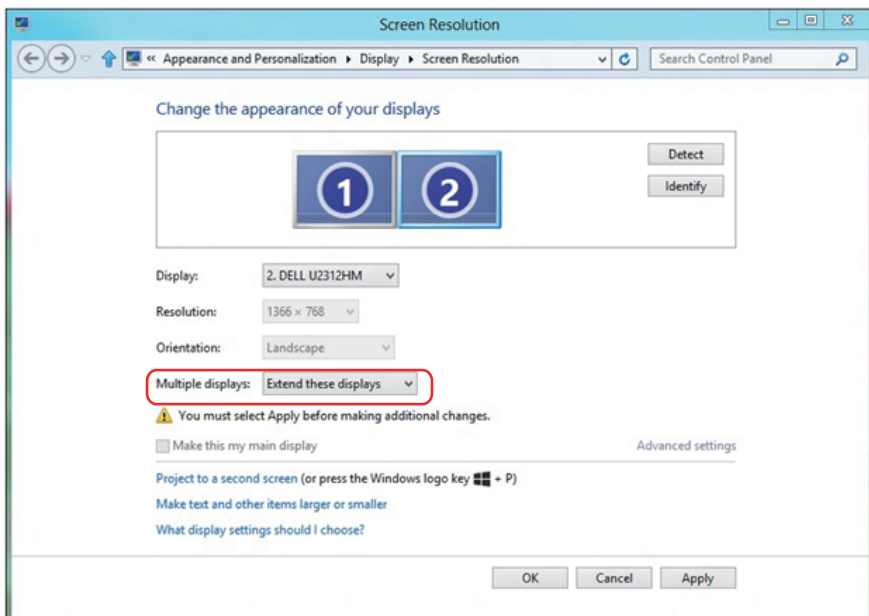 Screen Resolution
« Appearance and Personalization ▸ Display ▸ Screen Resolution
Search Control Panel
Change the appearance of your displays
Detect
1 2
Identify
Display: 2. DELL U2312HM
Resolution: 1366 × 768
Orientation: Landscape
Multiple displays: Extend these displays
You must select Apply before making additional changes.
Make this my main display Advanced settings
Project to a second screen (or press the Windows logo key + P)
Make text and other items larger or smaller
What display settings should I choose?
OK Cancel Apply